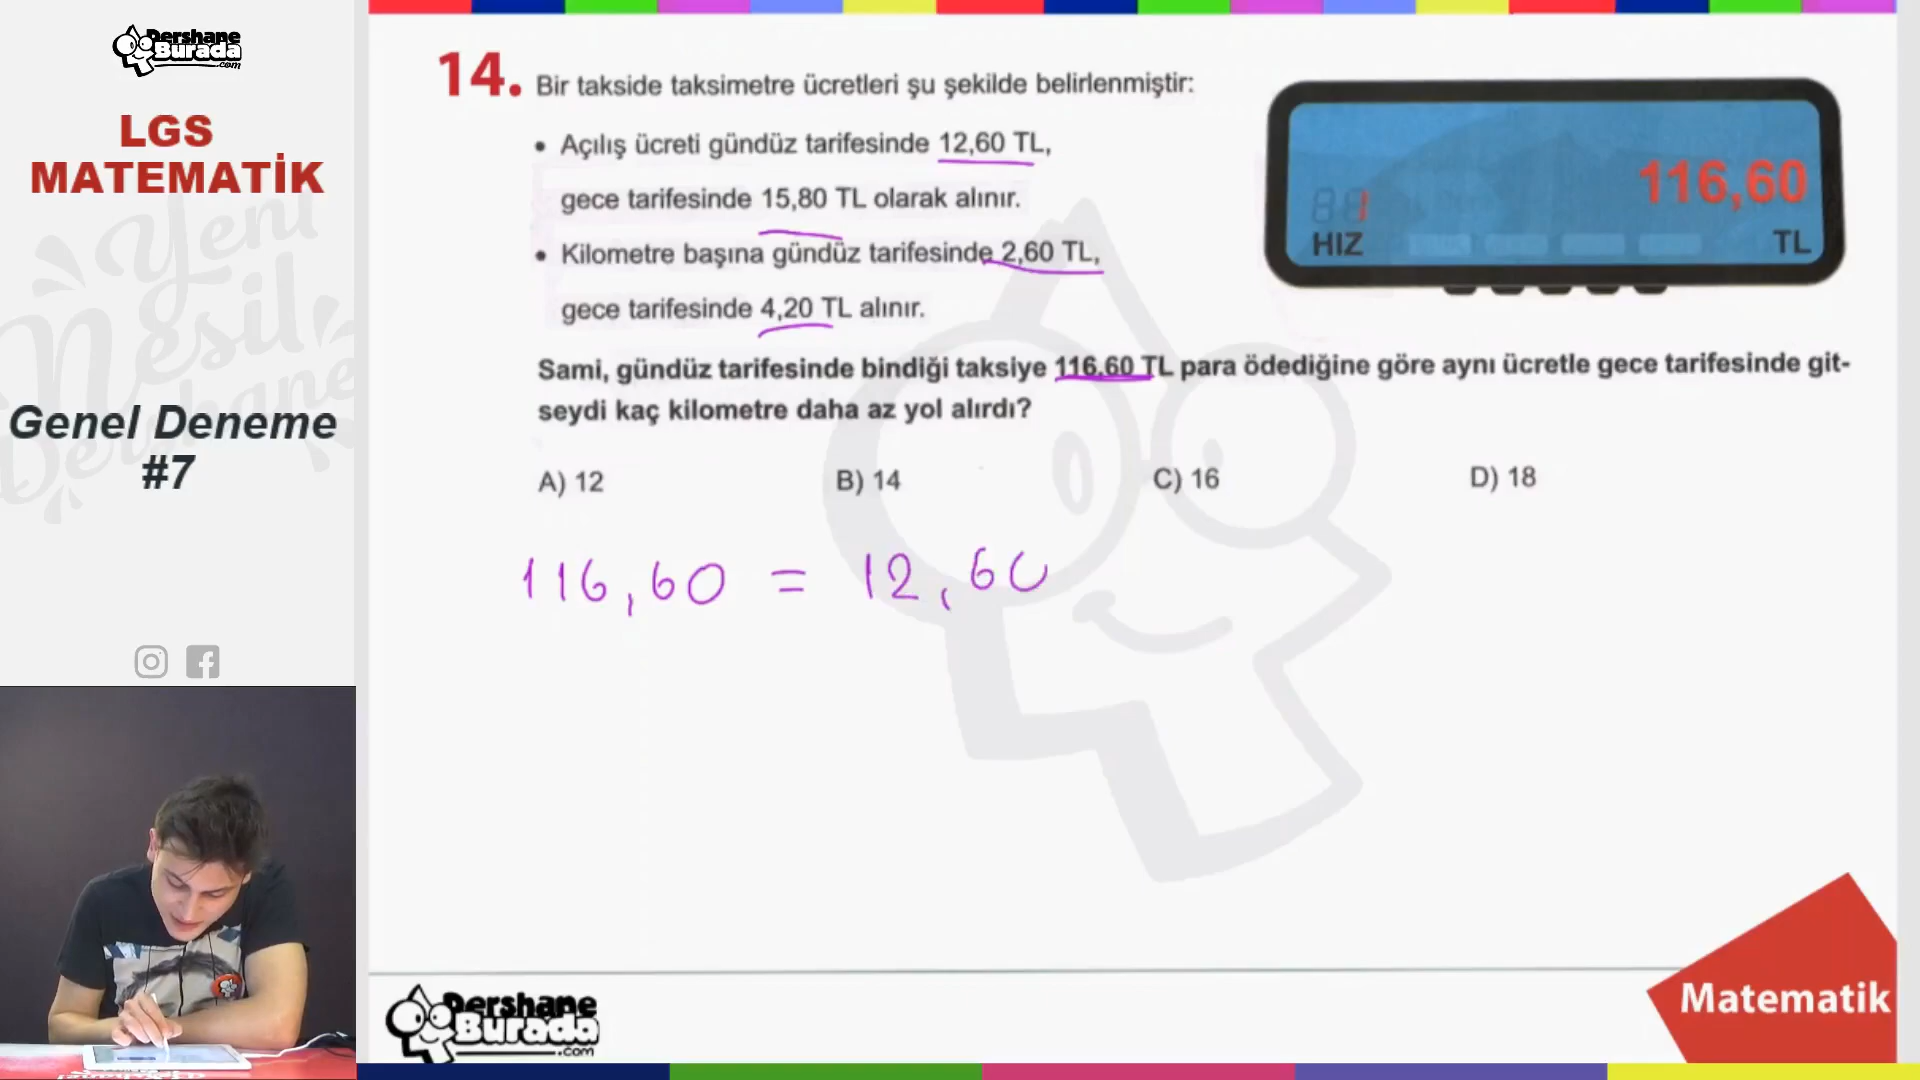 Dershane
Burada
.com
LGS
MATEMATİK
Yeni
Nesil
Dershane
Genel Deneme
#7
14. Bir takside taksimetre ücretleri şu şekilde belirlenmiştir:
• Açılış ücreti gündüz tarifesinde 12,60 TL,
gece tarifesinde 15,80 TL olarak alınır.
• Kilometre başına gündüz tarifesinde 2,60 TL,
gece tarifesinde 4,20 TL alınır.
116,60
HIZ
TL
Sami, gündüz tarifesinde bindiği taksiye 116,60 TL para ödediğine göre aynı ücretle gece tarifesinde git-
seydi kaç kilometre daha az yol alırdı?
A) 12 B) 14 C) 16 D) 18
116,60 = 12,60
Dershane
Burada
.com
Matematik